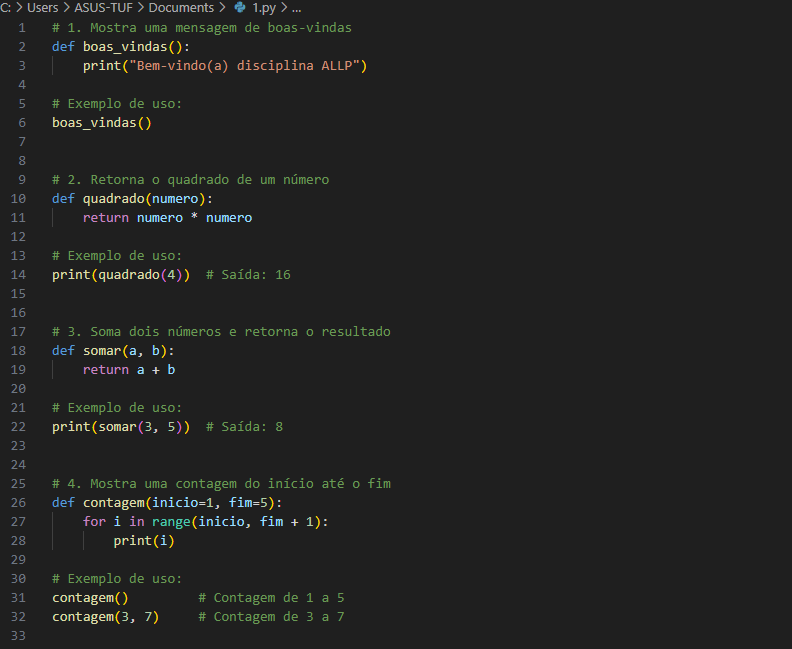 C: > Users > ASUS-TUF > Documents > 1.py > ...
1 # 1. Mostra uma mensagem de boas-vindas
2 def boas_vindas():
3     print("Bem-vindo(a) disciplina ALLP")
4
5 # Exemplo de uso:
6 boas_vindas()
7
8
9 # 2. Retorna o quadrado de um número
10 def quadrado(numero):
11     return numero * numero
12
13 # Exemplo de uso:
14 print(quadrado(4))  # Saída: 16
15
16
17 # 3. Soma dois números e retorna o resultado
18 def somar(a, b):
19     return a + b
20
21 # Exemplo de uso:
22 print(somar(3, 5))  # Saída: 8
23
24
25 # 4. Mostra uma contagem do início até o fim
26 def contagem(inicio=1, fim=5):
27     for i in range(inicio, fim + 1):
28         print(i)
29
30 # Exemplo de uso:
31 contagem()         # Contagem de 1 a 5
32 contagem(3, 7)     # Contagem de 3 a 7
33